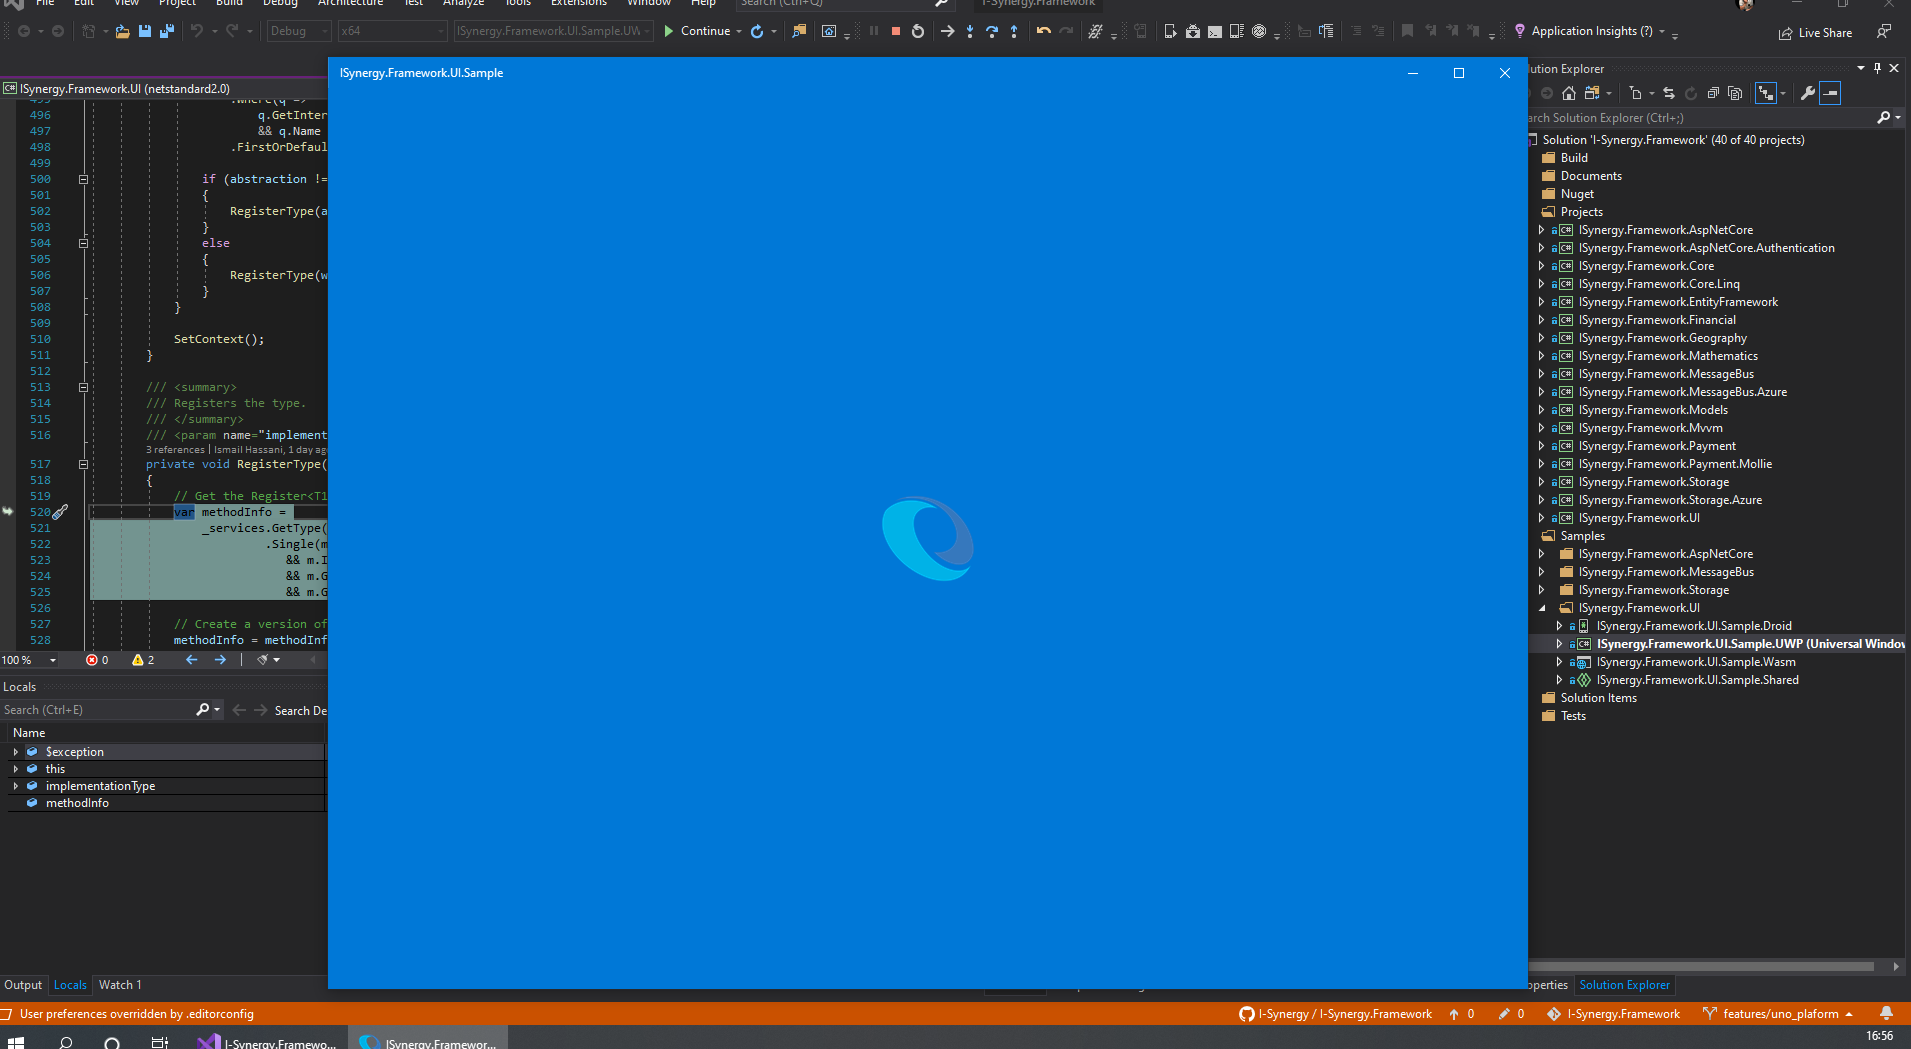 File Edit View Project Build Debug Architecture Test Analyze Tools Extensions Window Help Search (Ctrl+Q) I-Synergy.Framework
Debug x64 ISynergy.Framework.UI.Sample.UW Continue Application Insights (?) Live Share
ISynergy.Framework.UI (netstandard2.0)
ISynergy.Framework.UI.Sample
495 .Where(q =>
496 q.GetInter
497 && q.Name
498 .FirstOrDefaul
499
500 if (abstraction !=
501 {
502 RegisterType(a
503 }
504 else
505 {
506 RegisterType(w
507 }
508 }
509
510 SetContext();
511 }
512
513 /// <summary>
514 /// Registers the type.
515 /// </summary>
516 /// <param name="implement
3 references | Ismail Hassani, 1 day ag
517 private void RegisterType(
518 {
519 // Get the Register<T1
520 var methodInfo =
521 _services.GetType(
522 .Single(m
523 && m.I
524 && m.G
525 && m.G
526
527 // Create a version of
528 methodInfo = methodInf
100 % 0 2
Locals
Search (Ctrl+E) Search De
Name
$exception
this
implementationType
methodInfo
Output Locals Watch 1
ution Explorer
arch Solution Explorer (Ctrl+;)
Solution 'I-Synergy.Framework' (40 of 40 projects)
Build
Documents
Nuget
Projects
C# ISynergy.Framework.AspNetCore
C# ISynergy.Framework.AspNetCore.Authentication
C# ISynergy.Framework.Core
C# ISynergy.Framework.Core.Linq
C# ISynergy.Framework.EntityFramework
C# ISynergy.Framework.Financial
C# ISynergy.Framework.Geography
C# ISynergy.Framework.Mathematics
C# ISynergy.Framework.MessageBus
C# ISynergy.Framework.MessageBus.Azure
C# ISynergy.Framework.Models
C# ISynergy.Framework.Mvvm
C# ISynergy.Framework.Payment
C# ISynergy.Framework.Payment.Mollie
C# ISynergy.Framework.Storage
C# ISynergy.Framework.Storage.Azure
C# ISynergy.Framework.UI
Samples
ISynergy.Framework.AspNetCore
ISynergy.Framework.MessageBus
ISynergy.Framework.Storage
ISynergy.Framework.UI
ISynergy.Framework.UI.Sample.Droid
C# ISynergy.Framework.UI.Sample.UWP (Universal Window
ISynergy.Framework.UI.Sample.Wasm
ISynergy.Framework.UI.Sample.Shared
Solution Items
Tests
operties Solution Explorer
User preferences overridden by .editorconfig I-Synergy / I-Synergy.Framework 0 0 I-Synergy.Framework features/uno_plaform
I-Synergy.Framewo... ISynergy.Framewor... 16:56